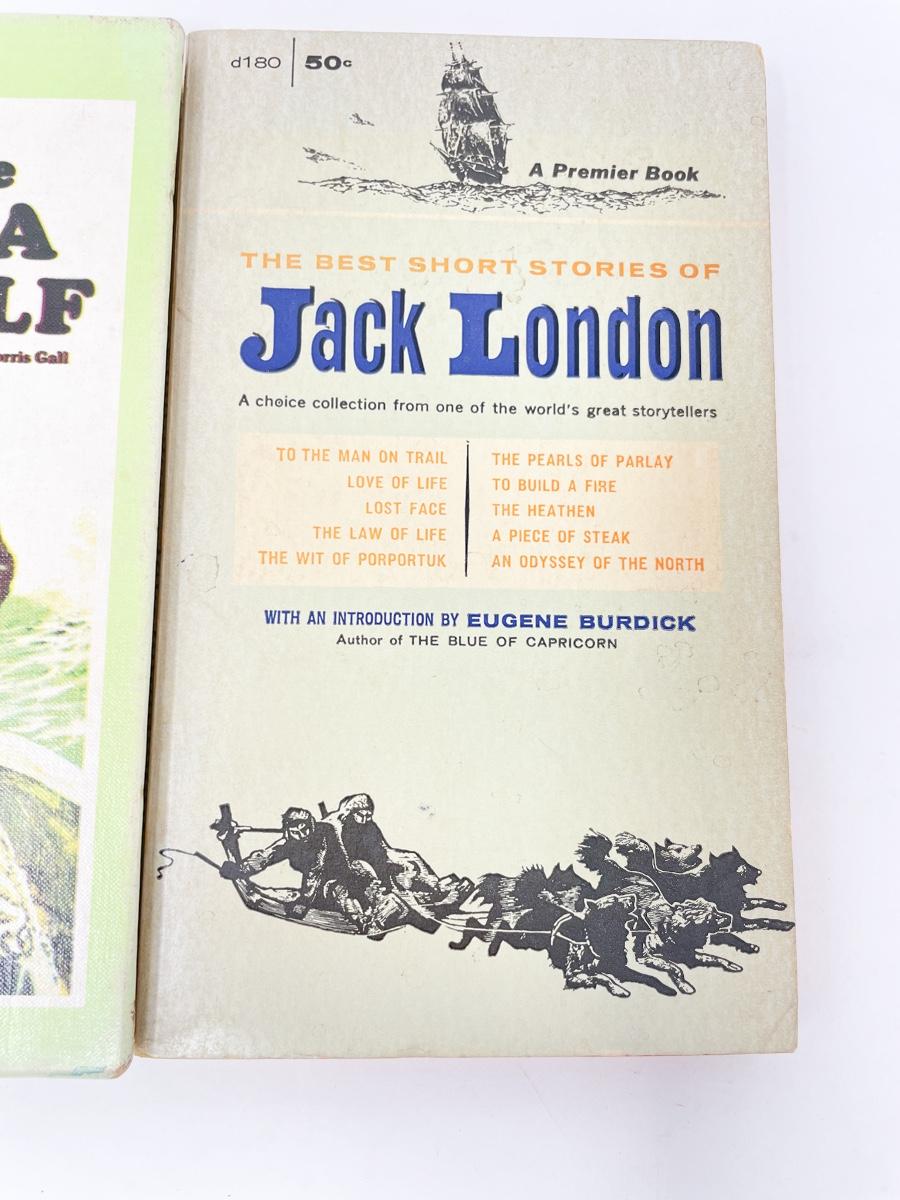 e
A
LF
orris Gall
d180 50c
A Premier Book
THE BEST SHORT STORIES OF
Jack London
A choice collection from one of the world's great storytellers
TO THE MAN ON TRAIL
LOVE OF LIFE
LOST FACE
THE LAW OF LIFE
THE WIT OF PORPORTUK
THE PEARLS OF PARLAY
TO BUILD A FIRE
THE HEATHEN
A PIECE OF STEAK
AN ODYSSEY OF THE NORTH
WITH AN INTRODUCTION BY EUGENE BURDICK
Author of THE BLUE OF CAPRICORN